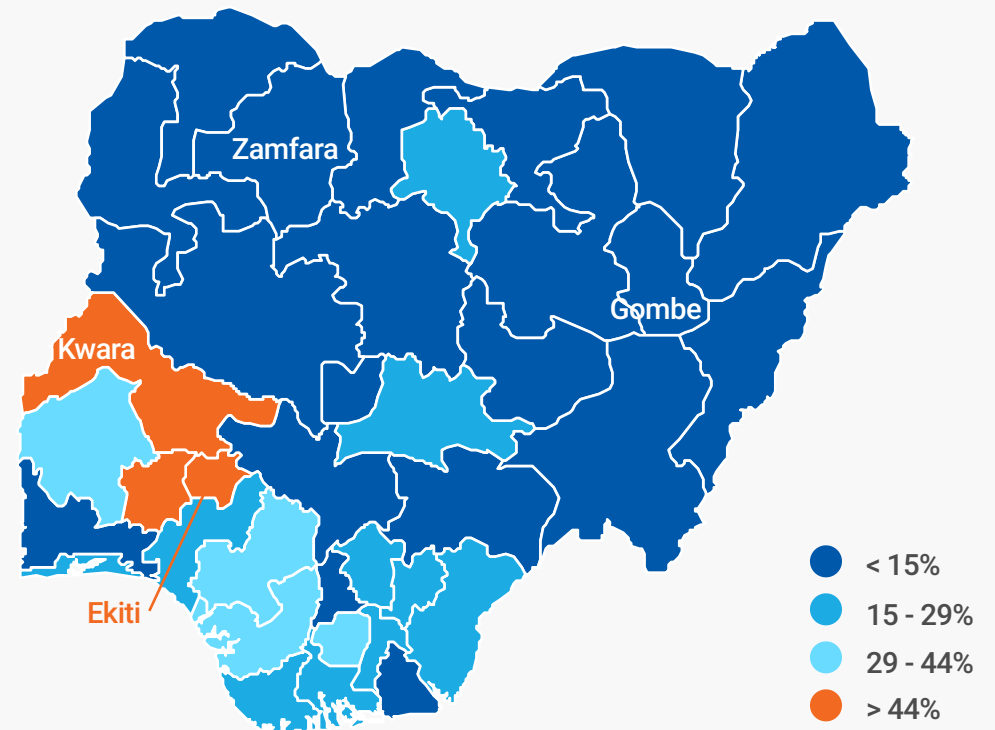 Zamfara
Gombe
Kwara
Ekiti
< 15%
15 - 29%
29 - 44%
> 44%